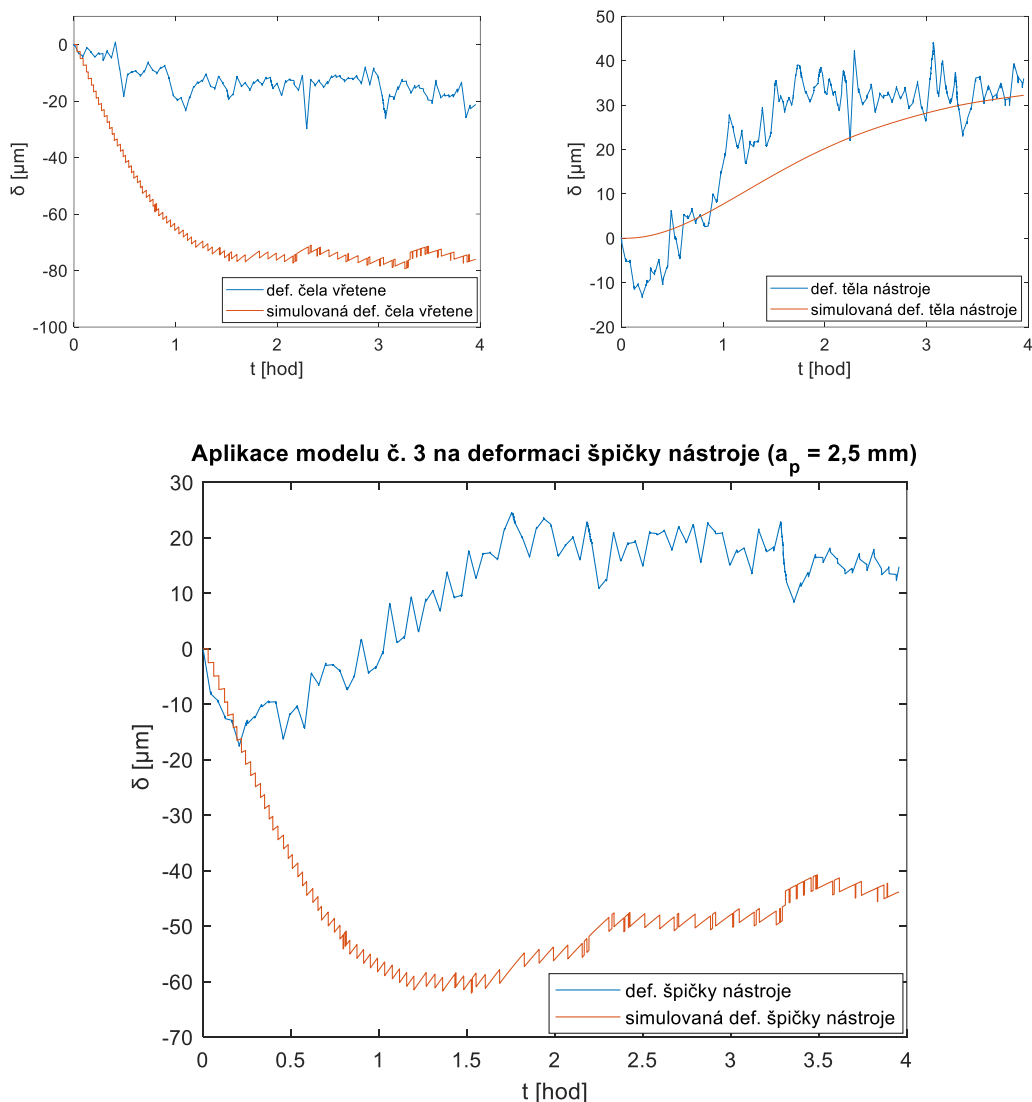 0
-20
-40
-60
-80
-100
δ [µm]
def. čela vřetene
simulovaná def. čela vřetene
0 1 2 3 4
t [hod]
50
40
30
20
10
0
-10
-20
δ [µm]
def. těla nástroje
simulovaná def. těla nástroje
0 1 2 3 4
t [hod]
Aplikace modelu č. 3 na deformaci špičky nástroje (a_p = 2,5 mm)
30
20
10
0
-10
-20
-30
-40
-50
-60
-70
δ [µm]
def. špičky nástroje
simulovaná def. špičky nástroje
0 0.5 1 1.5 2 2.5 3 3.5 4
t [hod]